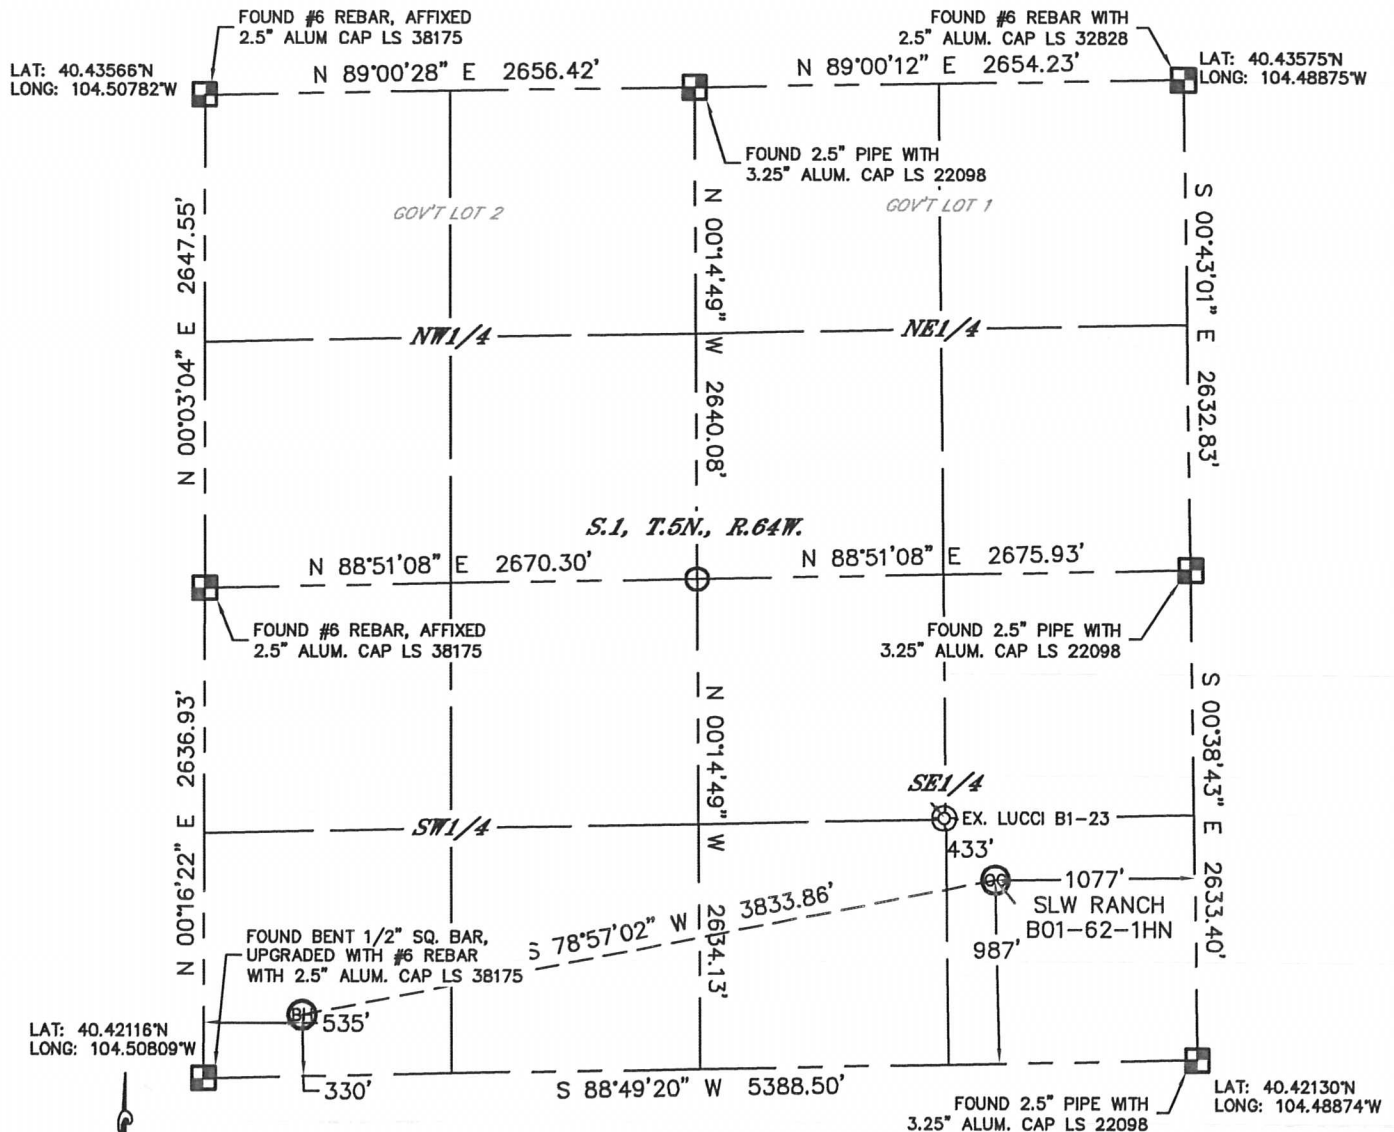 FOUND #6 REBAR, AFFIXED
2.5" ALUM CAP LS 38175
FOUND #6 REBAR WITH
2.5" ALUM. CAP LS 32828
LAT: 40.43566°N
LONG: 104.50782°W
N 89°00'28" E 2656.42'
N 89°00'12" E 2654.23'
LAT: 40.43575°N
LONG: 104.48875°W
FOUND 2.5" PIPE WITH
3.25" ALUM. CAP LS 22098
GOV'T LOT 2
GOV'T LOT 1
N 00°03'04" E 2647.55'
N 00°14'49" W 2640.08'
S 00°43'01" E 2632.83'
NW1/4
NE1/4
S.1, T.5N., R.64W.
N 88°51'08" E 2670.30'
N 88°51'08" E 2675.93'
FOUND #6 REBAR, AFFIXED
2.5" ALUM. CAP LS 38175
FOUND 2.5" PIPE WITH
3.25" ALUM. CAP LS 22098
N 00°16'22" E 2636.93'
N 00°14'49" W 2634.13'
S 00°38'43" E 2633.40'
SE1/4
SW1/4
EX. LUCCI B1-23
433'
OG
1077'
SLW RANCH
B01-62-1HN
987'
S 78°57'02" W 3833.86'
FOUND BENT 1/2" SQ. BAR,
UPGRADED WITH #6 REBAR
WITH 2.5" ALUM. CAP LS 38175
BH
535'
330'
LAT: 40.42116°N
LONG: 104.50809°W
S 88°49'20" W 5388.50'
FOUND 2.5" PIPE WITH
3.25" ALUM. CAP LS 22098
LAT: 40.42130°N
LONG: 104.48874°W